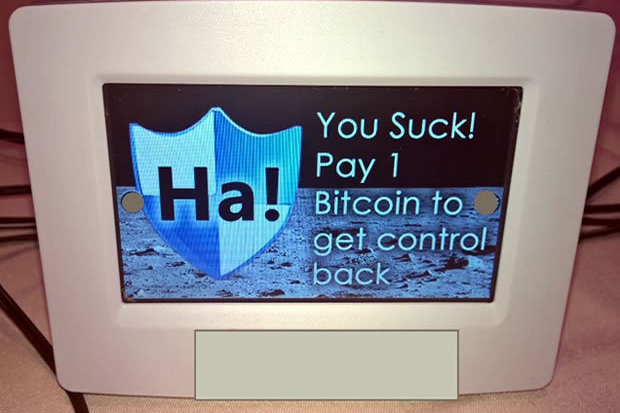 Ha!
You Suck!
Pay 1
Bitcoin to
get control
back